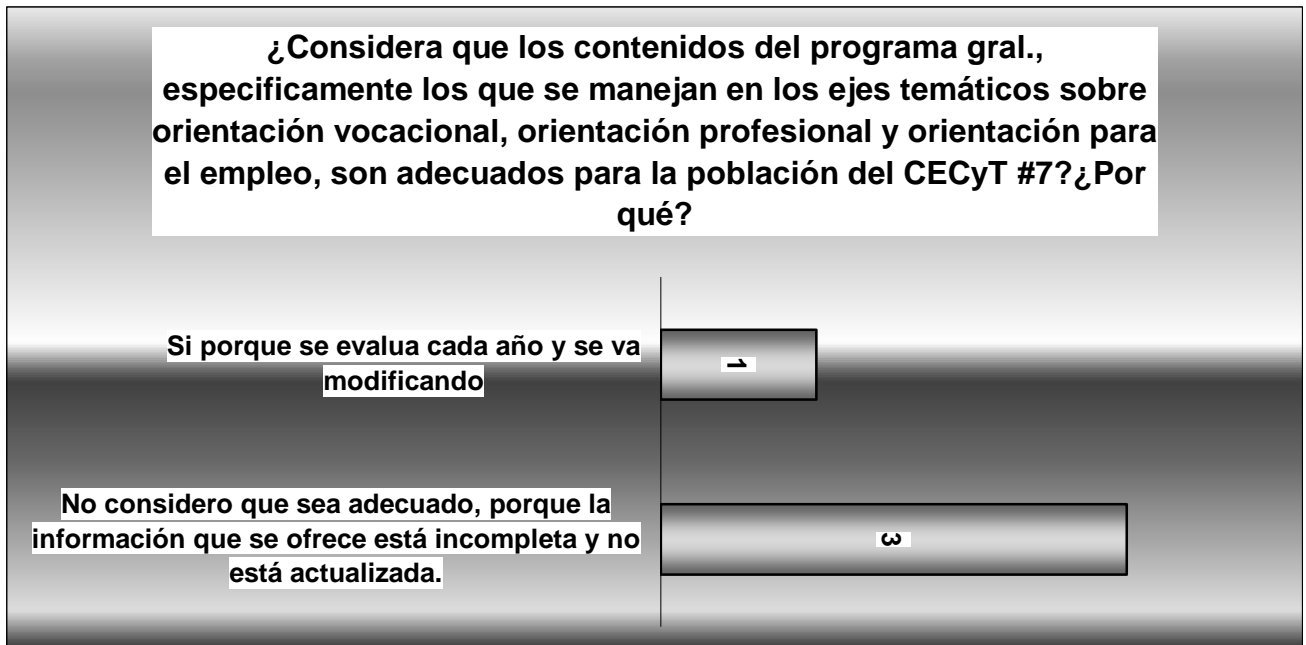 ¿Considera que los contenidos del programa gral.,
especificamente los que se manejan en los ejes temáticos sobre
orientación vocacional, orientación profesional y orientación para
el empleo, son adecuados para la población del CECyT #7?¿Por
qué?
Si porque se evalua cada año y se va
modificando
1
No considero que sea adecuado, porque la
información que se ofrece está incompleta y no
está actualizada.
3